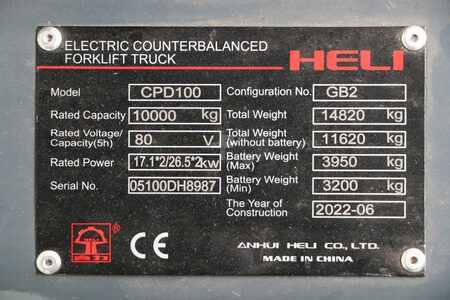 ELECTRIC COUNTERBALANCED
FORKLIFT TRUCK
HELI
Model CPD100
Configuration No. GB2
Rated Capacity 10000 kg
Total Weight 14820 kg
Rated Voltage/
Capacity(5h) 80 V
Total Weight
(without battery) 11620 kg
Rated Power 17.1*2/26.5*2kw
Battery Weight
(Max) 3950 kg
Serial No. 05100DH8987
Battery Weight
(Min) 3200 kg
The Year of
Construction 2022-06
®
CE
ANHUI HELI CO., LTD.
MADE IN CHINA